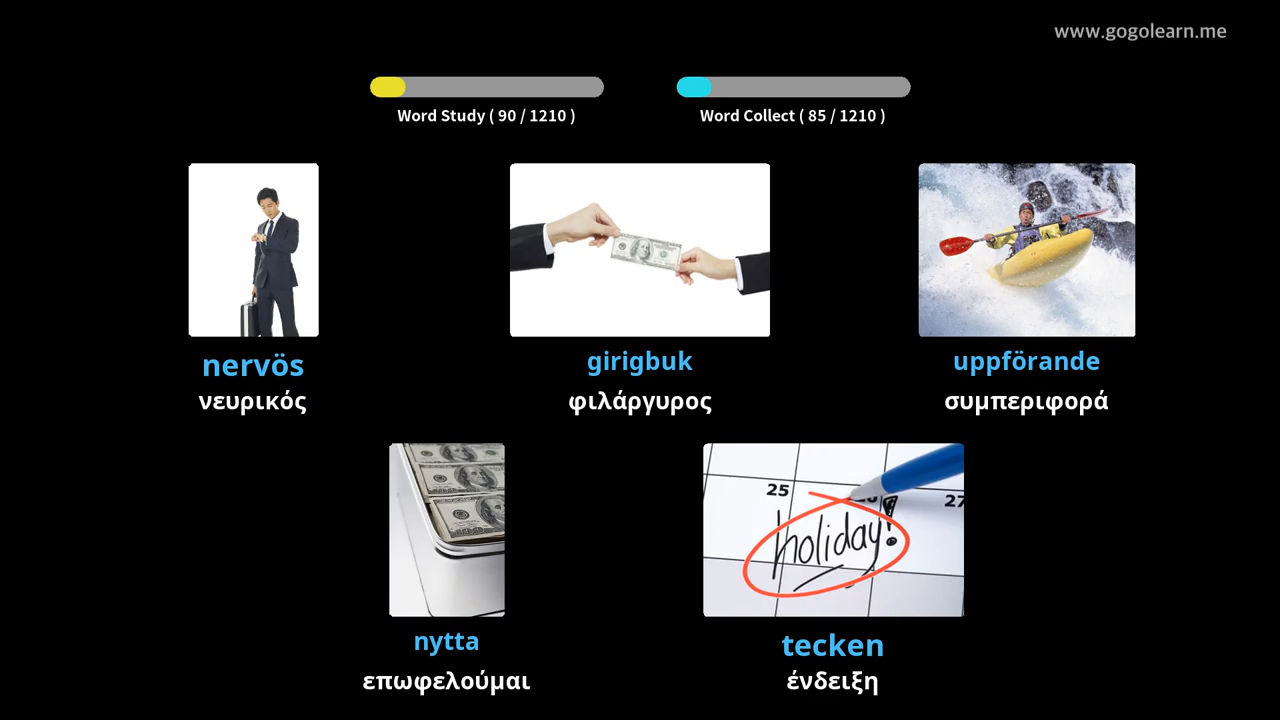 www.gogolearn.me
Word Study ( 90 / 1210 )
Word Collect ( 85 / 1210 )
nervös
νευρικός
girigbuk
φιλάργυρος
uppförande
συμπεριφορά
25
27
holiday!
nytta
επωφελούμαι
tecken
ένδειξη